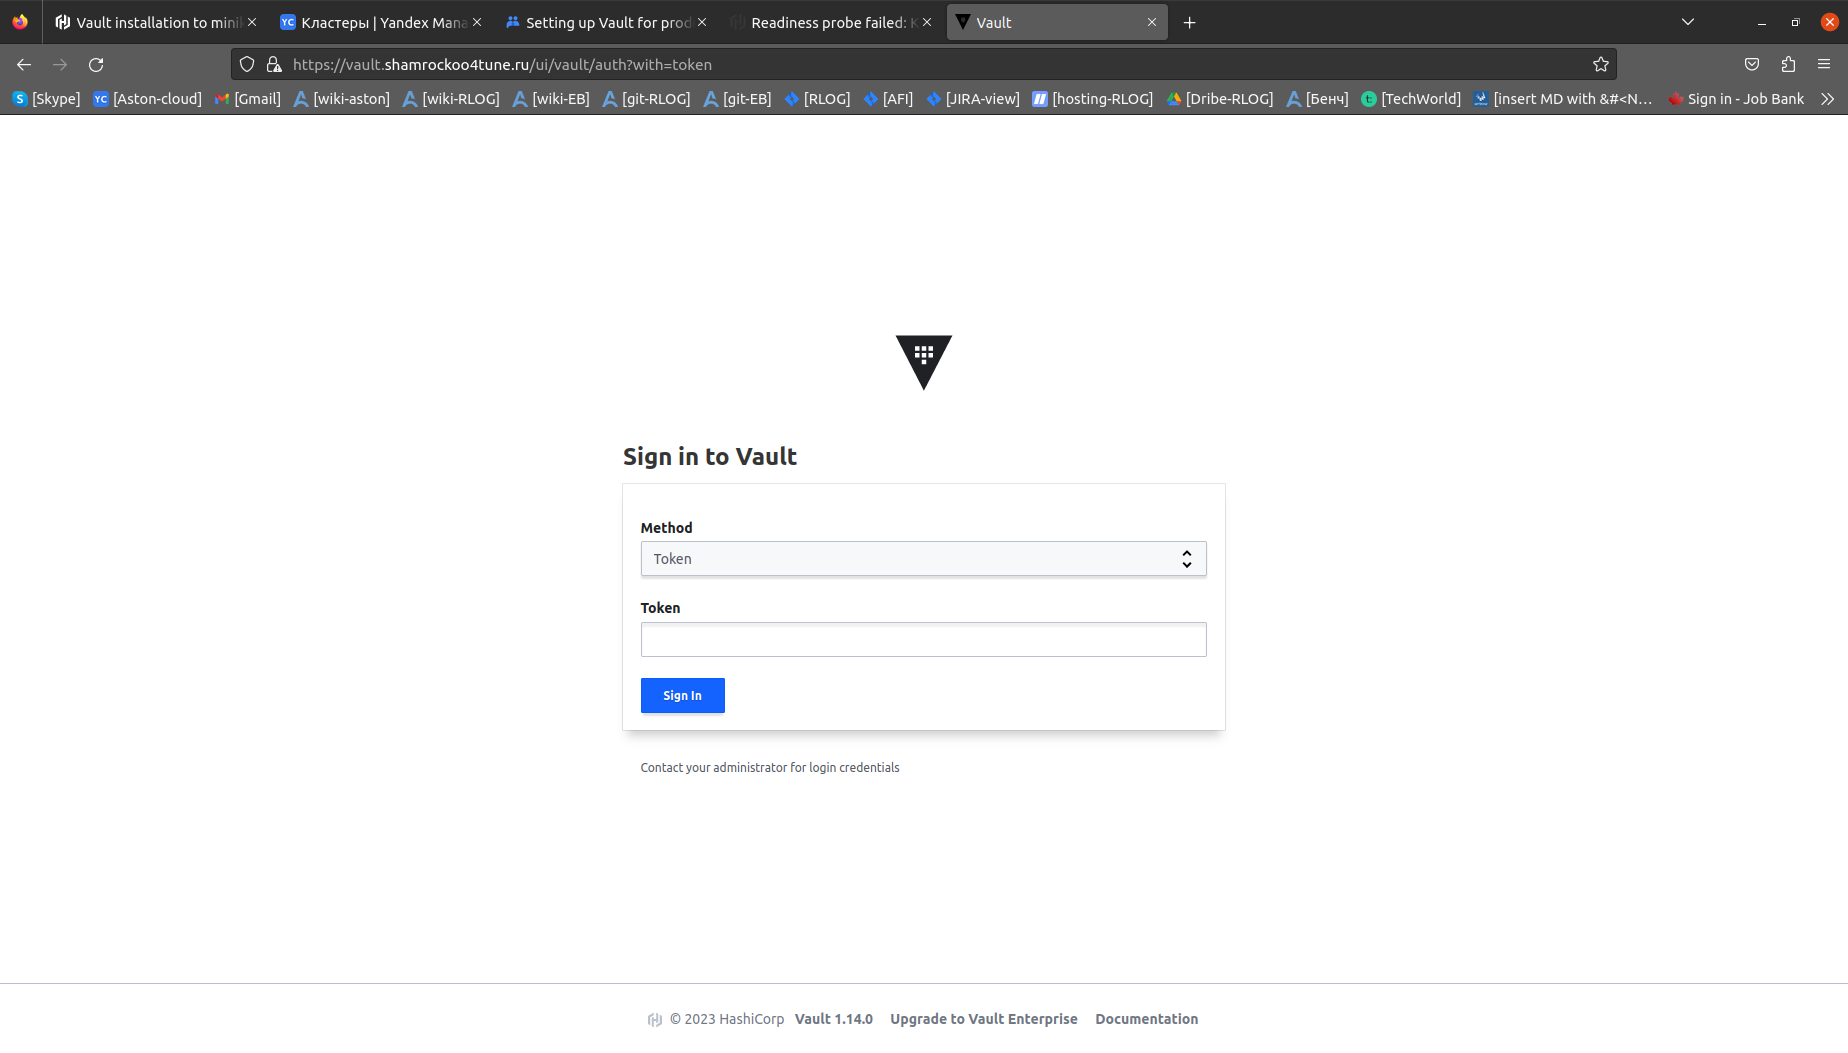 Vault installation to mini
Кластеры | Yandex Mana
Setting up Vault for prod
Readiness probe failed: K
Vault
https://vault.shamrockoo4tune.ru/ui/vault/auth?with=token
[Skype] [Aston-cloud] [Gmail] [wiki-aston] [wiki-RLOG] [wiki-EB] [git-RLOG] [git-EB] [RLOG] [AFI] [JIRA-view] [hosting-RLOG] [Dribe-RLOG] [Бенч] [TechWorld] [insert MD with &#<N… Sign in - Job Bank
Sign in to Vault
Method
Token
Token
Sign In
Contact your administrator for login credentials
© 2023 HashiCorp Vault 1.14.0 Upgrade to Vault Enterprise Documentation